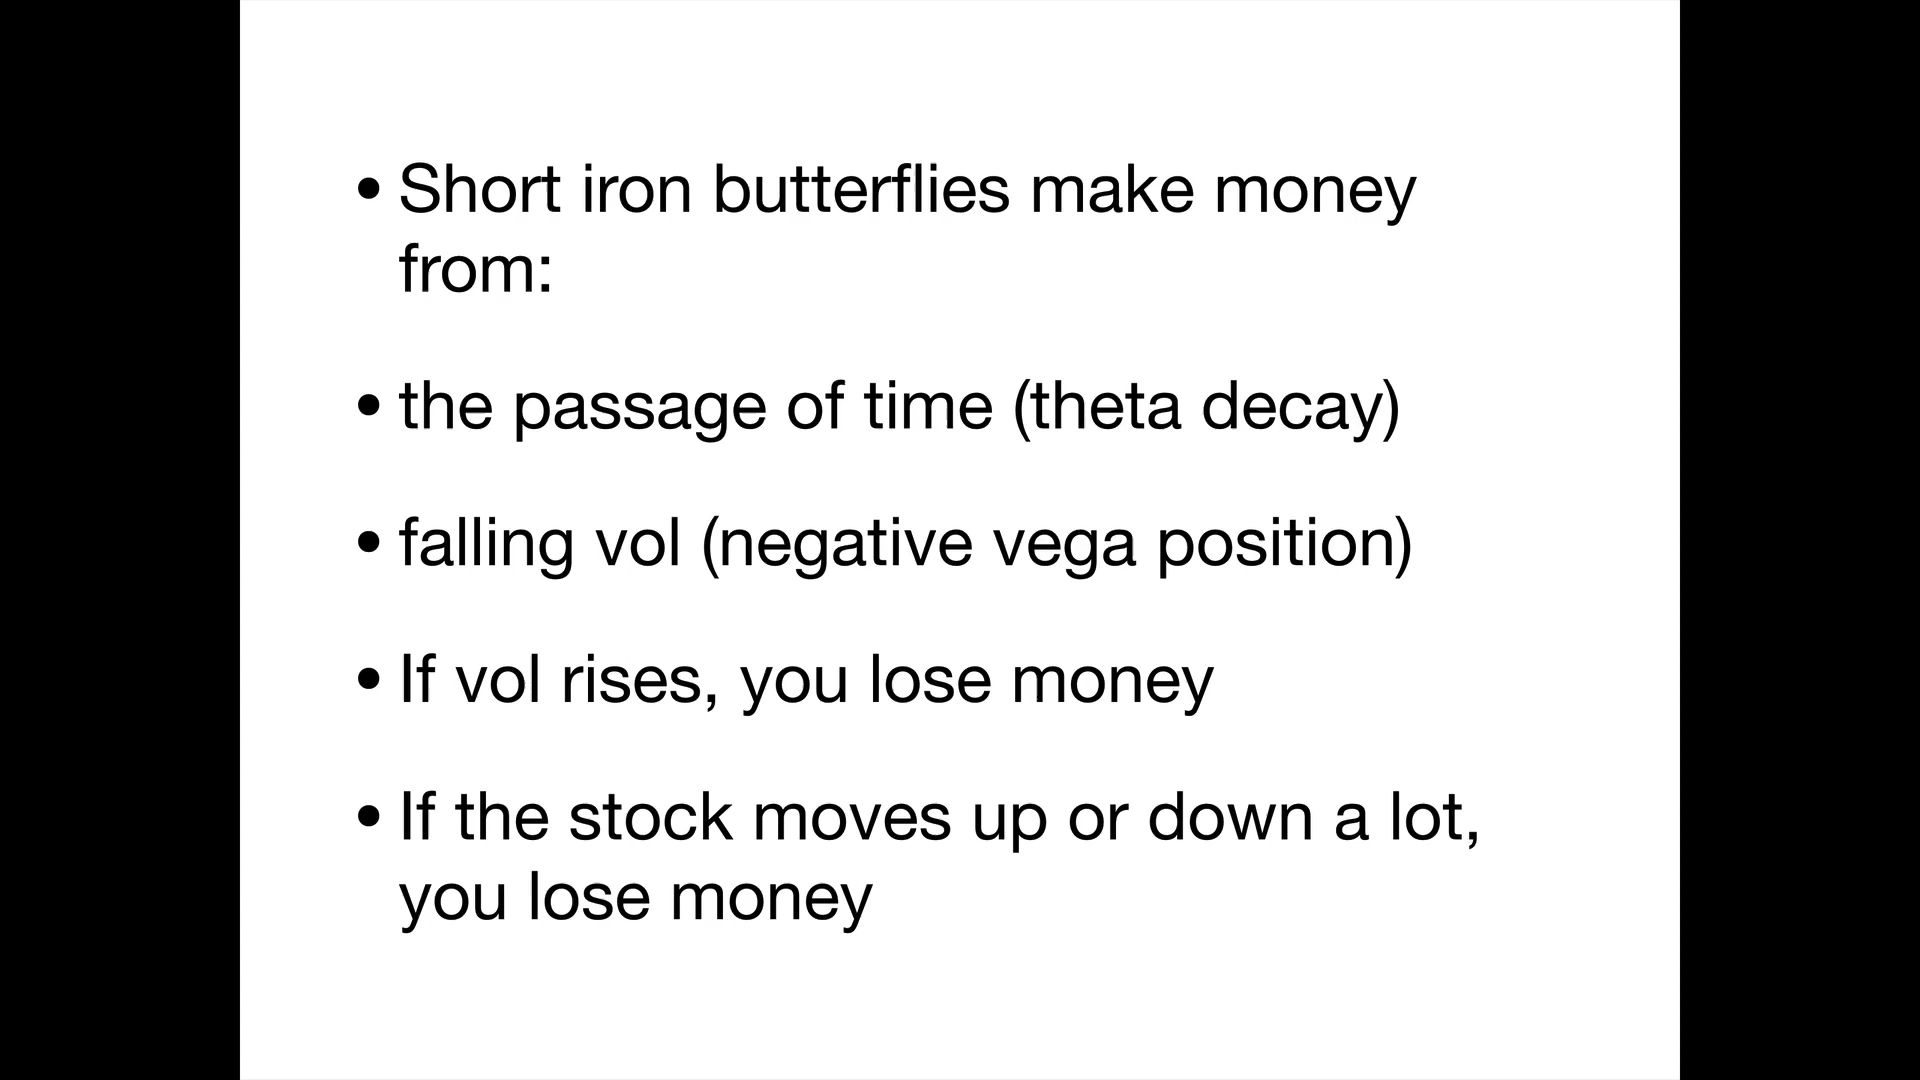 • Short iron butterflies make money
from:
• the passage of time (theta decay)
• falling vol (negative vega position)
• If vol rises, you lose money
• If the stock moves up or down a lot,
you lose money